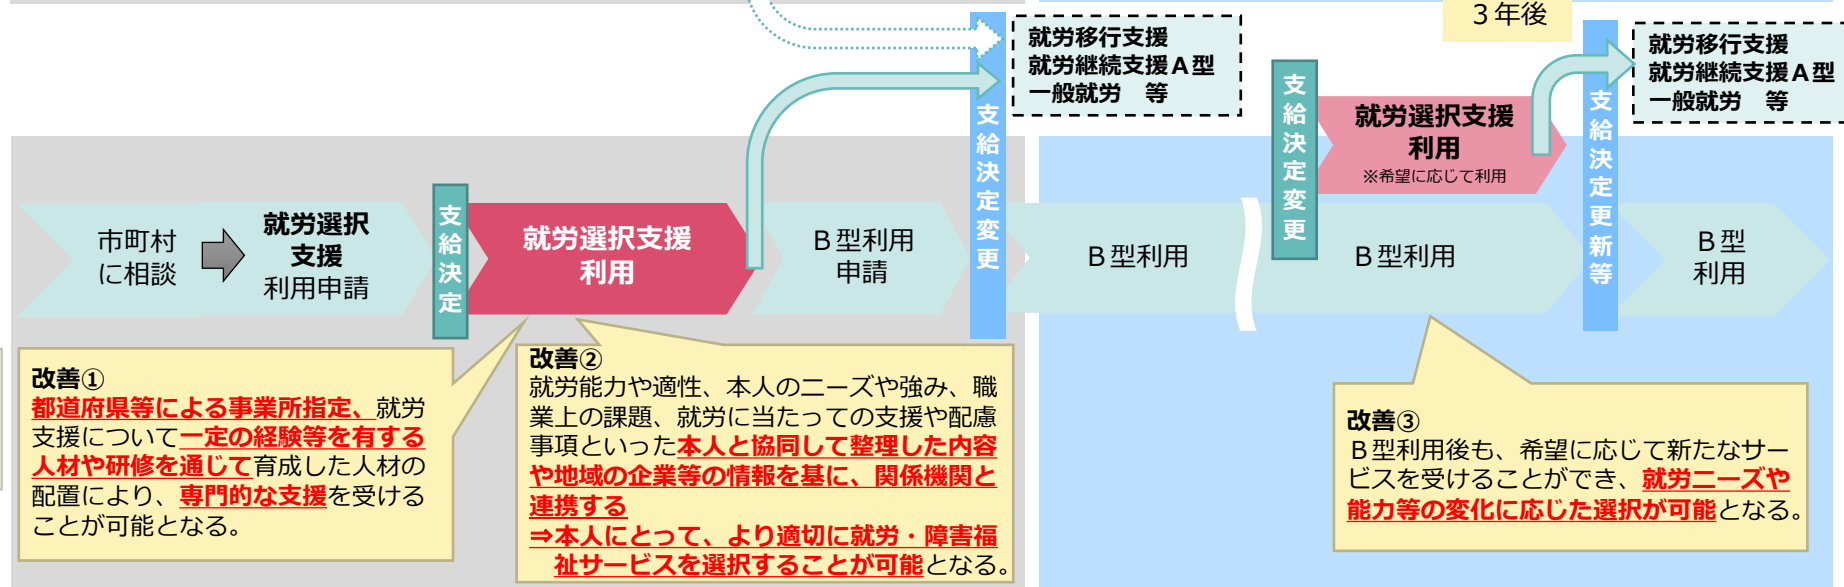 3年後
就労移行支援
就労継続支援A型
一般就労　等
就労移行支援
就労継続支援A型
一般就労　等
市町村
に相談
就労選択
支援
利用申請
支給決定
就労選択支援
利用
B型利用
申請
支給決定変更
B型利用
支給決定変更
就労選択支援
利用
※希望に応じて利用
B型利用
支給決定更新等
B型
利用
改善①
都道府県等による事業所指定、就労
支援について一定の経験等を有する
人材や研修を通じて育成した人材の
配置により、専門的な支援を受ける
ことが可能となる。
改善②
就労能力や適性、本人のニーズや強み、職
業上の課題、就労に当たっての支援や配慮
事項といった本人と協同して整理した内容
や地域の企業等の情報を基に、関係機関と
連携する
⇒本人にとって、より適切に就労・障害福
祉サービスを選択することが可能となる。
改善③
B型利用後も、希望に応じて新たなサー
ビスを受けることができ、就労ニーズや
能力等の変化に応じた選択が可能となる。